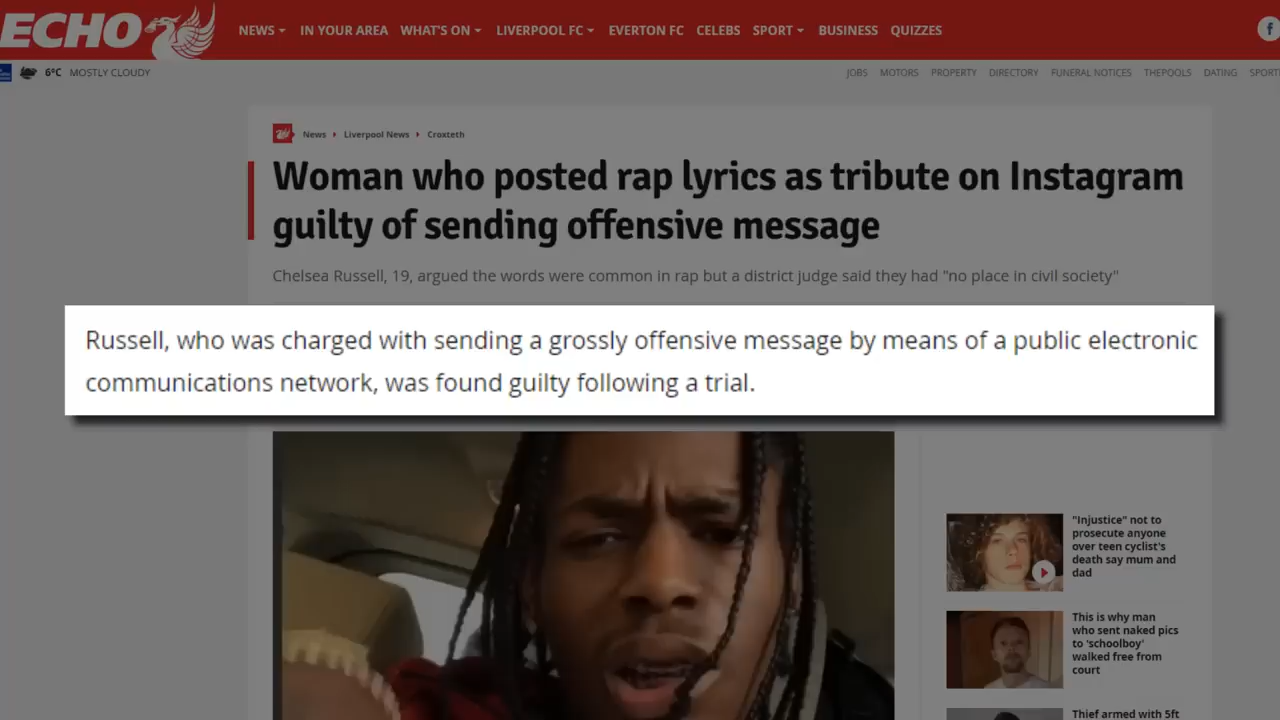 ECHO
NEWS
IN YOUR AREA
WHAT'S ON
LIVERPOOL FC
EVERTON FC
CELEBS
SPORT
BUSINESS
QUIZZES
f
6°C MOSTLY CLOUDY
JOBS
MOTORS
PROPERTY
DIRECTORY
FUNERAL NOTICES
THEPOOLS
DATING
News
Liverpool News
Croxteth
Woman who posted rap lyrics as tribute on Instagram
guilty of sending offensive message
Chelsea Russell, 19, argued the words were common in rap but a district judge said they had "no place in civil society"
Russell, who was charged with sending a grossly offensive message by means of a public electronic
communications network, was found guilty following a trial.
"Injustice" not to
prosecute anyone
over teen cyclist's
death say mum and
dad
This is why man
who sent naked pics
to 'schoolboy'
walked free from
court
Thief armed with 5ft